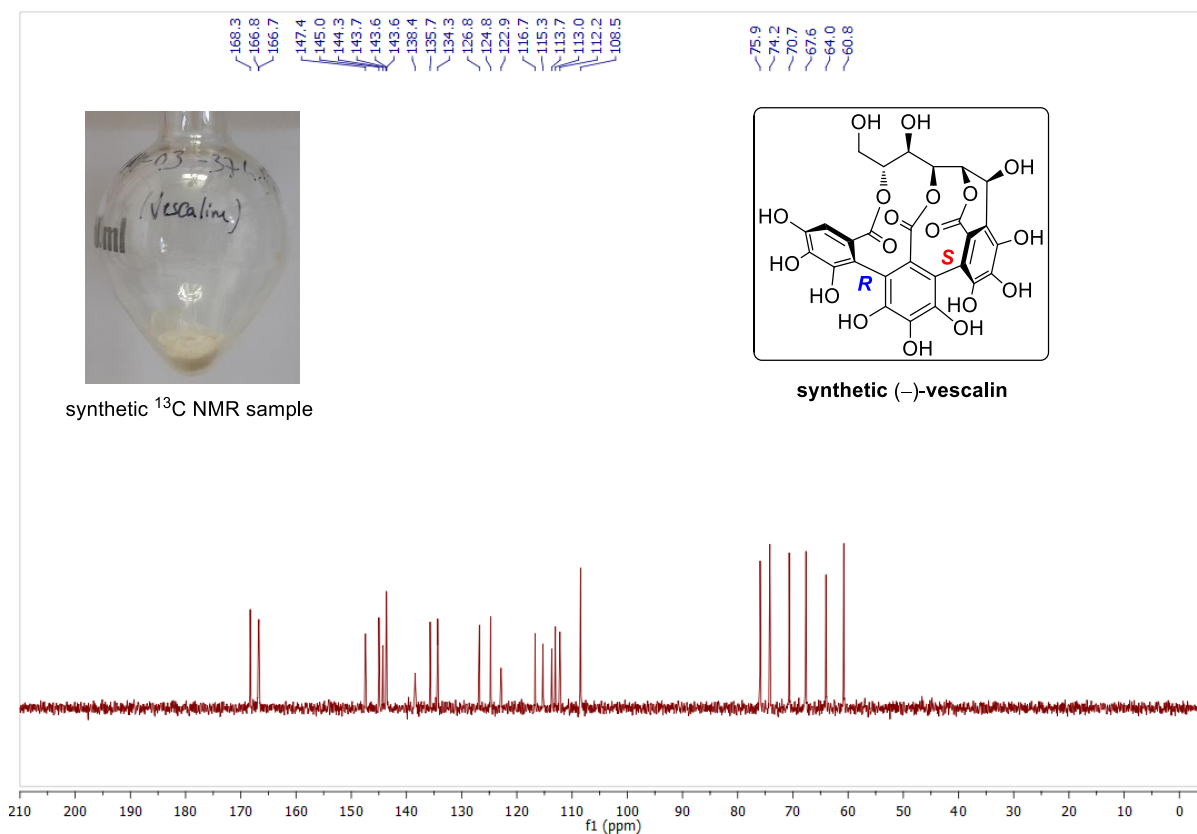 168.3
166.8
166.7
147.4
145.0
144.3
143.7
143.6
143.6
138.4
135.7
134.3
126.8
124.8
122.9
116.7
115.3
113.7
113.0
112.2
108.5
75.9
74.2
70.7
67.6
64.0
60.8
(Vescaline)
ml
synthetic ¹³C NMR sample
OH
OH
OH
O
O
O
O
O
O
HO
HO
HO
R
S
OH
OH
HO
HO
OH
OH
synthetic (–)-vescalin
210 200 190 180 170 160 150 140 130 120 110 100 90 80 70 60 50 40 30 20 10 0
f1 (ppm)